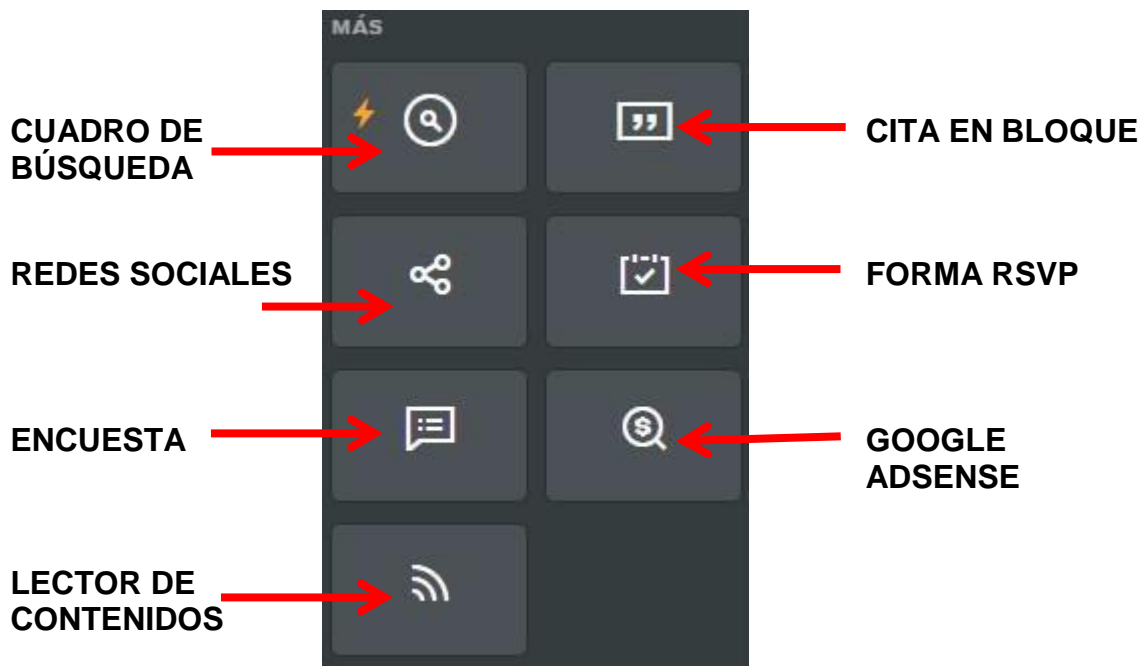 MÁS
CUADRO DE
BÚSQUEDA
CITA EN BLOQUE
REDES SOCIALES
FORMA RSVP
ENCUESTA
GOOGLE
ADSENSE
LECTOR DE
CONTENIDOS